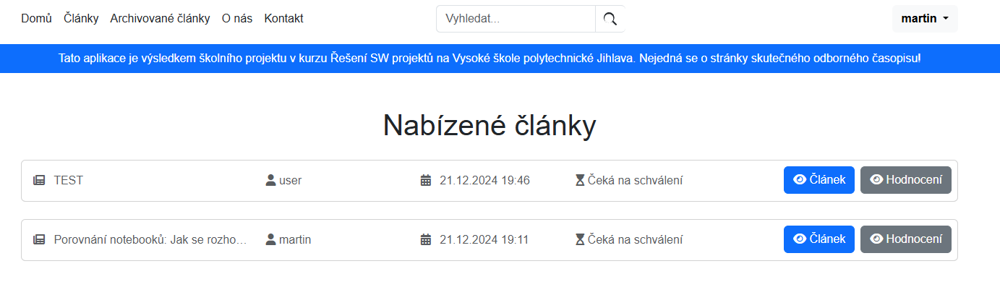 Domů Články Archivované články O nás Kontakt Vyhledat... martin
Tato aplikace je výsledkem školního projektu v kurzu Řešení SW projektů na Vysoké škole polytechnické Jihlava. Nejedná se o stránky skutečného odborného časopisu!
Nabízené články
TEST user 21.12.2024 19:46 Čeká na schválení Článek Hodnocení
Porovnání notebooků: Jak se rozho... martin 21.12.2024 19:11 Čeká na schválení Článek Hodnocení